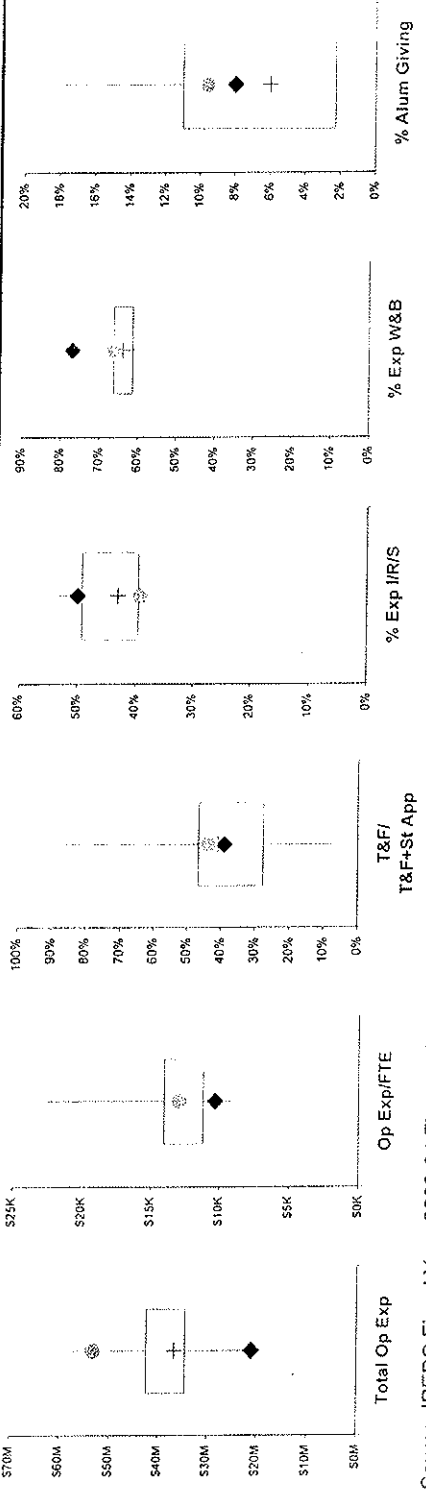 $70M
$60M
$50M
$40M
$30M
$20M
$10M
$0M
Total Op Exp
$25K
$20K
$15K
$10K
$5K
$0K
Op Exp/FTE
100%
90%
80%
70%
60%
50%
40%
30%
20%
10%
0%
T&F/
T&F+St App
60%
50%
40%
30%
20%
10%
0%
% Exp I/R/S
90%
80%
70%
60%
50%
40%
30%
20%
10%
0%
% Exp W&B
20%
18%
16%
14%
12%
10%
8%
6%
4%
2%
0%
% Alum Giving